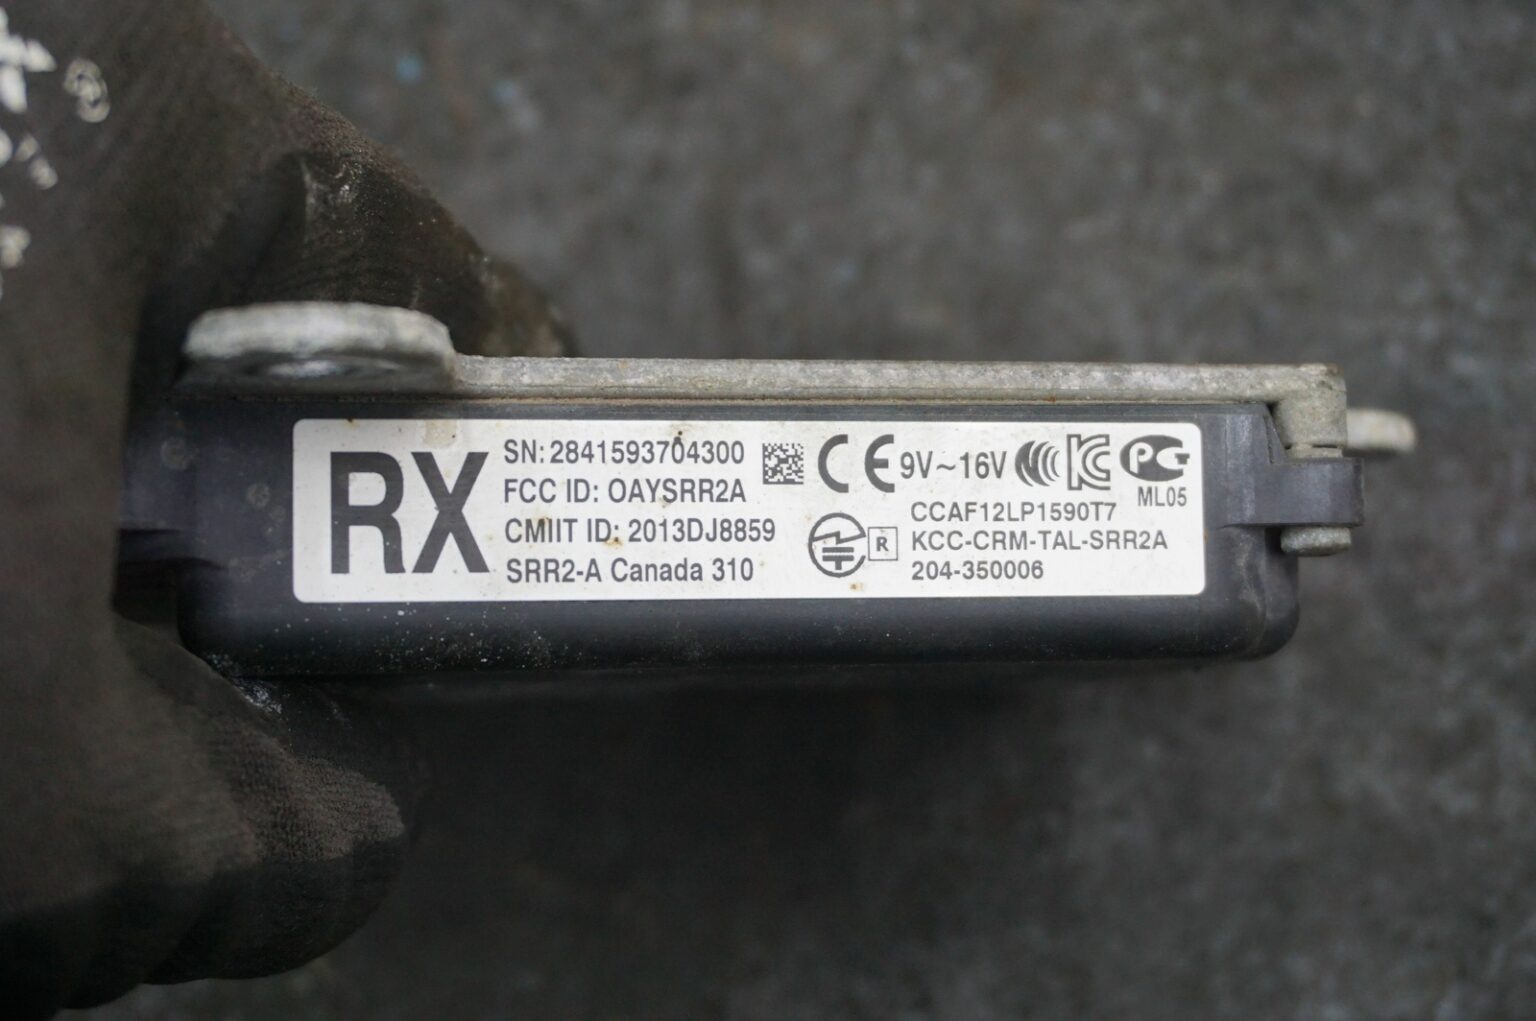 RX
SN: 2841593704300
FCC ID: OAYSRR2A
CMIIT ID: 2013DJ8859
SRR2-A Canada 310
CE 9V~16V
ML05
CCAF12LP1590T7
R KCC-CRM-TAL-SRR2A
204-350006